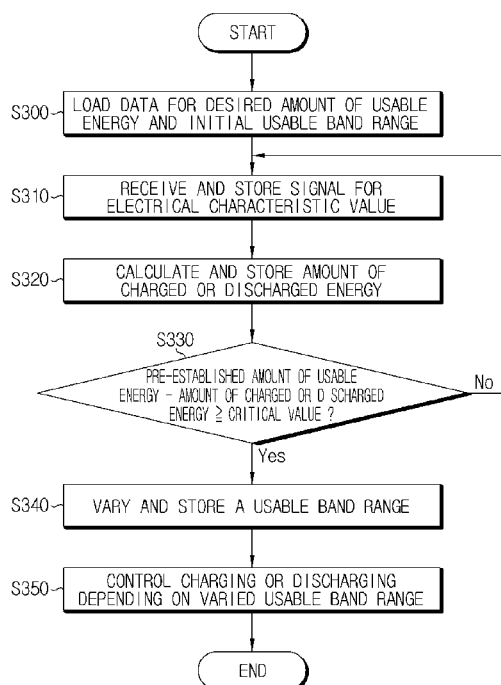 START
S300
LOAD DATA FOR DESIRED AMOUNT OF USABLE
ENERGY AND INITIAL USABLE BAND RANGE
S310
RECEIVE AND STORE SIGNAL FOR
ELECTRICAL CHARACTERISTIC VALUE
S320
CALCULATE AND STORE AMOUNT OF
CHARGED OR DISCHARGED ENERGY
S330
PRE-ESTABLISHED AMOUNT OF USABLE
ENERGY - AMOUNT OF CHARGED OR D SCHARGED
ENERGY ≧ CRITICAL VALUE ?
No
Yes
S340
VARY AND STORE A USABLE BAND RANGE
S350
CONTROL CHARGING OR DISCHARGING
DEPENDING ON VARIED USABLE BAND RANGE
END